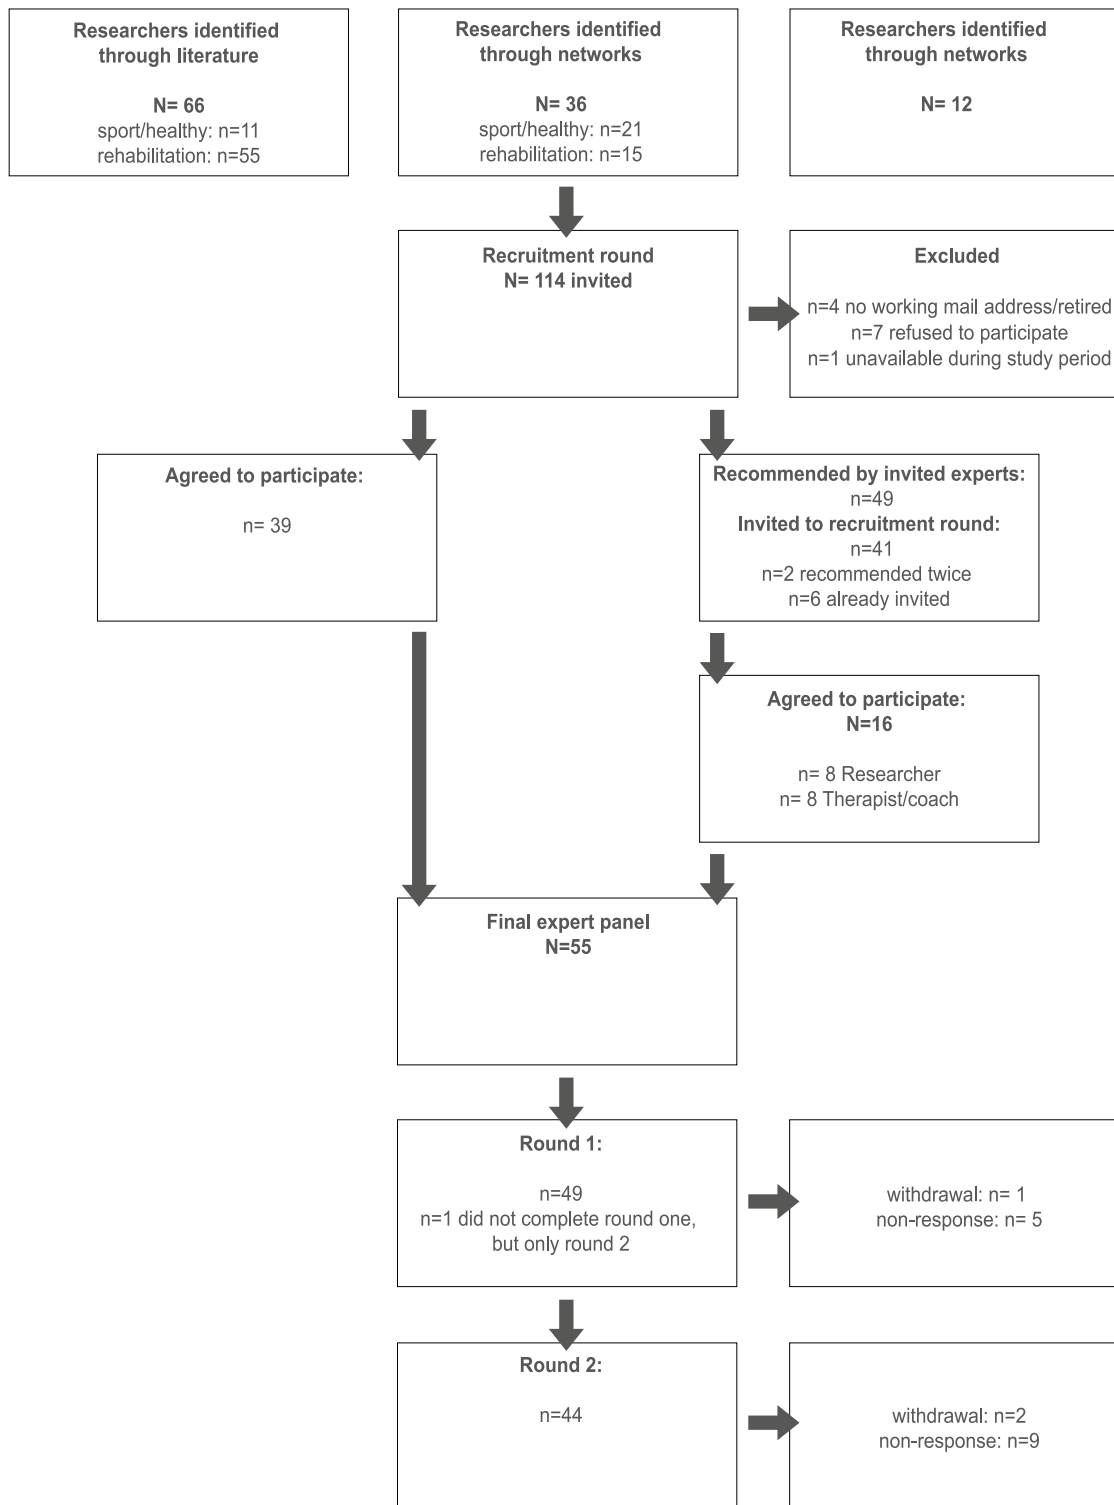 Researchers identified
through literature
N= 66
sport/healthy: n=11
rehabilitation: n=55
Researchers identified
through networks
N= 36
sport/healthy: n=21
rehabilitation: n=15
Researchers identified
through networks
N= 12
Recruitment round
N= 114 invited
Excluded
n=4 no working mail address/retired
n=7 refused to participate
n=1 unavailable during study period
Agreed to participate:
n= 39
Recommended by invited experts:
n=49
Invited to recruitment round:
n=41
n=2 recommended twice
n=6 already invited
Agreed to participate:
N=16
n= 8 Researcher
n= 8 Therapist/coach
Final expert panel
N=55
Round 1:
n=49
n=1 did not complete round one,
but only round 2
withdrawal: n= 1
non-response: n= 5
Round 2:
n=44
withdrawal: n=2
non-response: n=9